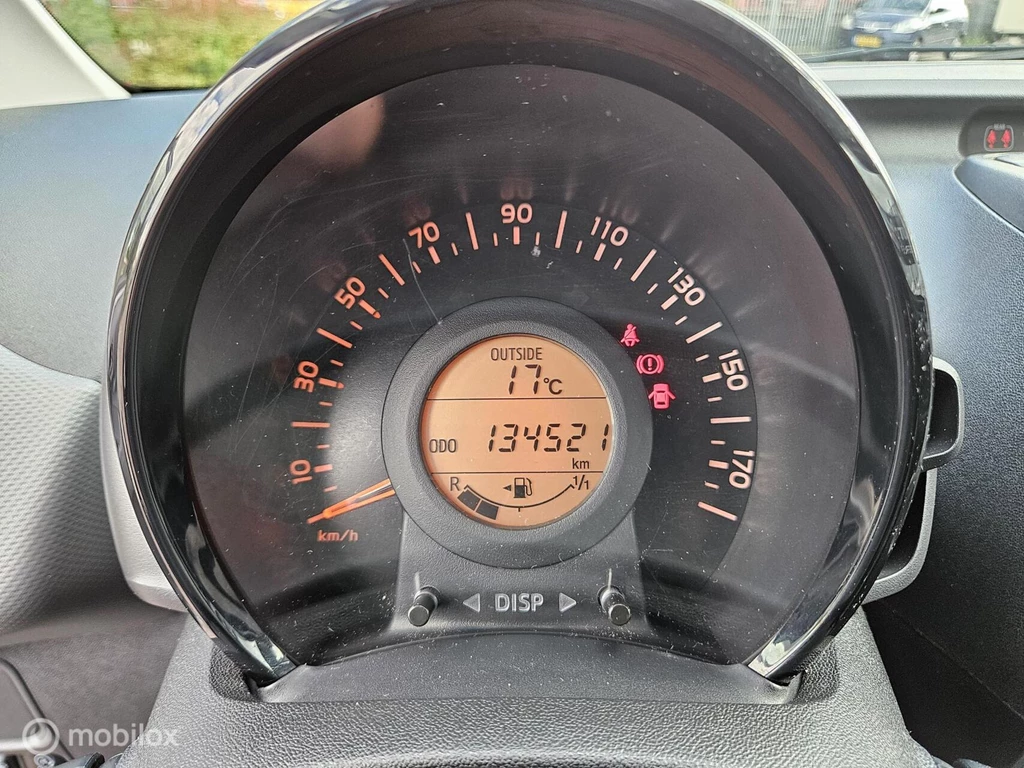 90
70
110
50
130
30
150
10
170
OUTSIDE
17°C
ODO
134521
km
R
1/1
km/h
DISP
mobilox